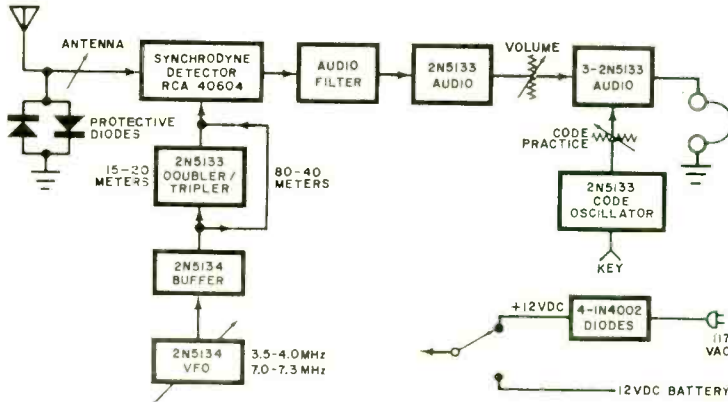 ANTENNA
SYNCHRODYNE
DETECTOR
RCA 40604
AUDIO
FILTER
2N5133
AUDIO
VOLUME
3-2N5133
AUDIO
PROTECTIVE
DIODES
CODE
PRACTICE
15-20
METERS
2N5133
DOUBLER/
TRIPLER
80-40
METERS
2N5133
CODE
OSCILLATOR
KEY
2N5134
BUFFER
+12VDC
4-1N4002
DIODES
VAC
2N5134
VFO
3.5-4.0MHz
7.0-7.3MHz
12VDC BATTERY